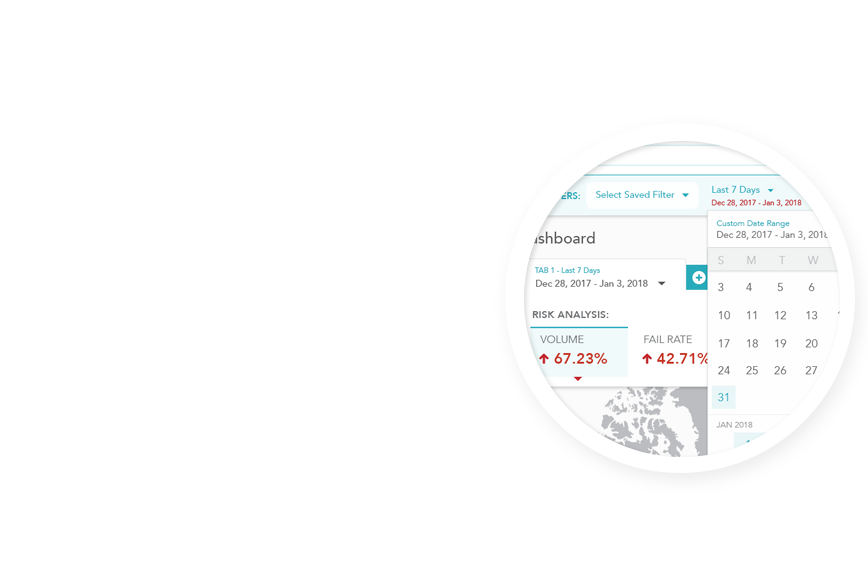 ERS:
Select Saved Filter
Last 7 Days
Dec 28, 2017 - Jan 3, 2018
Custom Date Range
Dec 28, 2017 - Jan 3, 2018
shboard
TAB 1 - Last 7 Days
Dec 28, 2017 - Jan 3, 2018
S M T W
3 4 5 6
10 11 12 13
17 18 19 20
24 25 26 27
31
JAN 2018
RISK ANALYSIS:
VOLUME
67.23%
FAIL RATE
42.71%